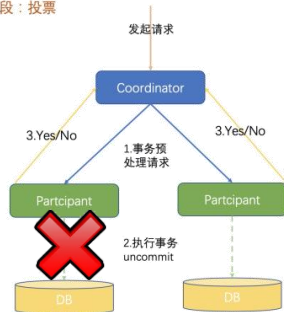 段：投票
发起请求
Coordinator
3.Yes/No
3.Yes/No
1.事务预
处理请求
Partcipant
Partcipant
2.执行事务
uncommit
DB
DB